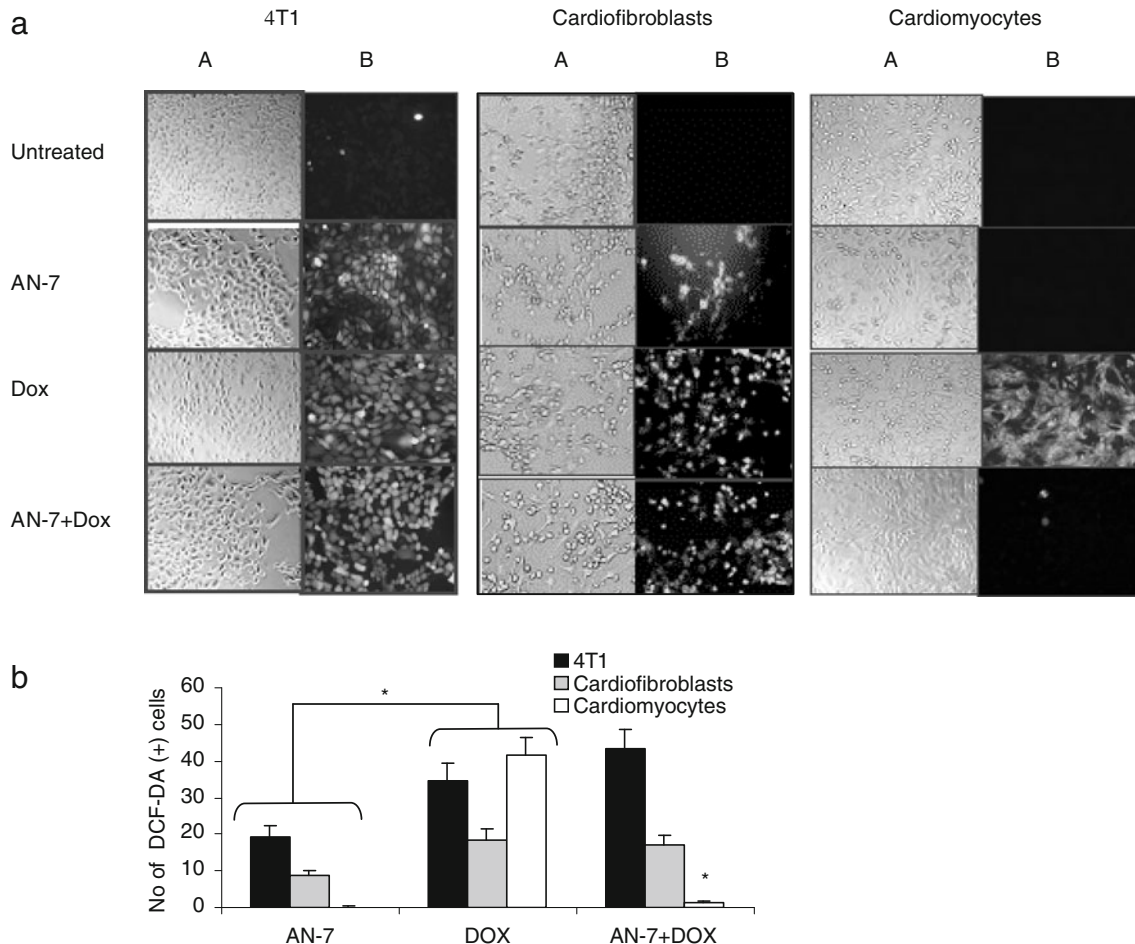 a
4T1 Cardiofibroblasts Cardiomyocytes
A B A B A B
Untreated
AN-7
Dox
AN-7+Dox
b
4T1
Cardiofibroblasts
Cardiomyocytes
No of DCF-DA (+) cells
60
50
40
30
20
10
0
*
*
AN-7 DOX AN-7+DOX